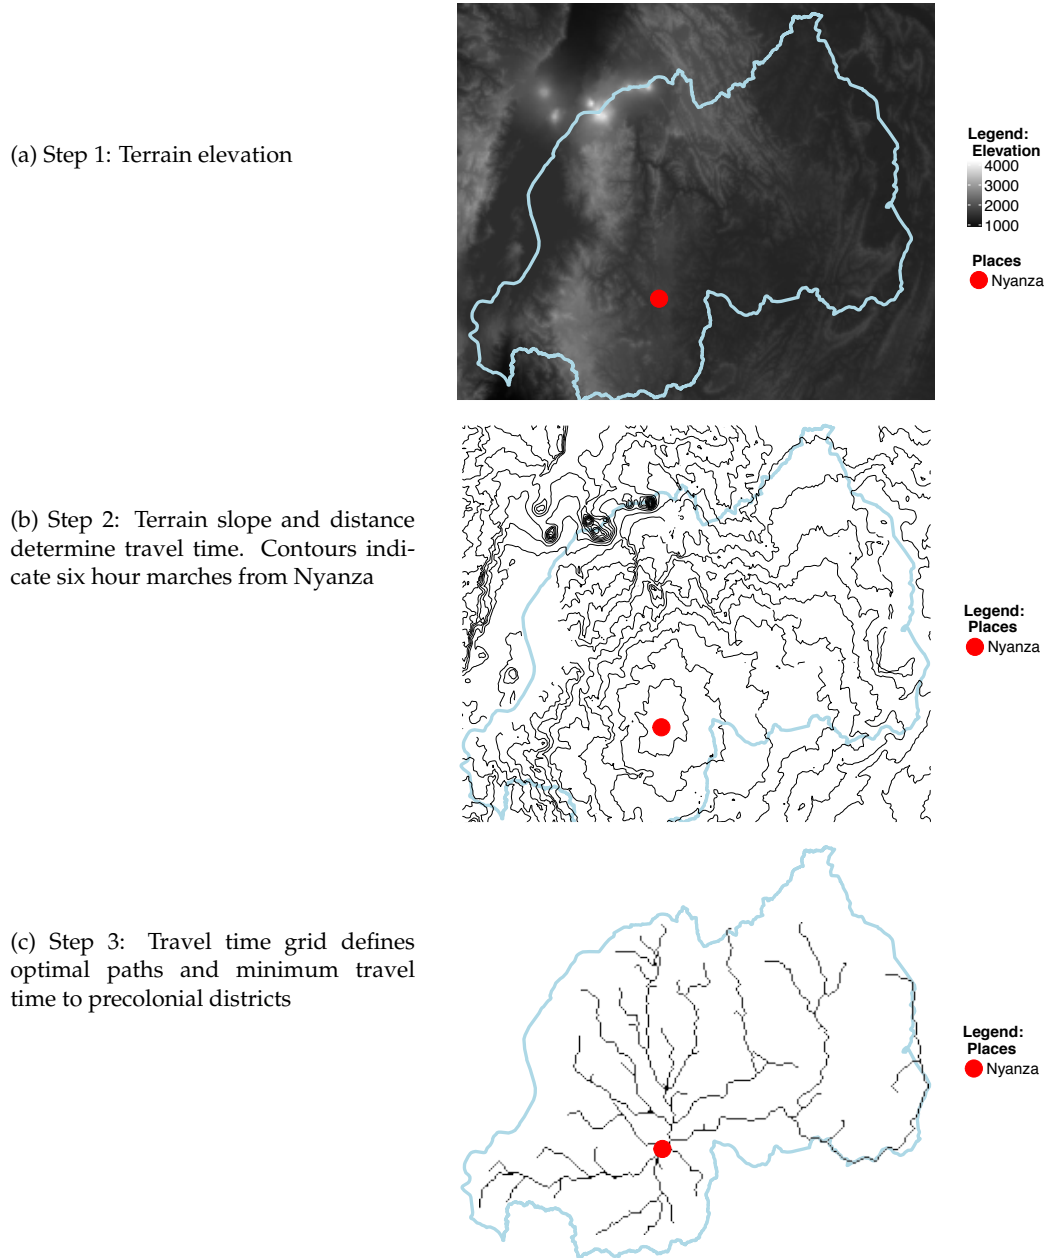 (a) Step 1: Terrain elevation
Legend:
Elevation
4000
3000
2000
1000
Places
Nyanza
(b) Step 2: Terrain slope and distance
determine travel time. Contours indi-
cate six hour marches from Nyanza
Legend:
Places
Nyanza
(c) Step 3: Travel time grid defines
optimal paths and minimum travel
time to precolonial districts
Legend:
Places
Nyanza